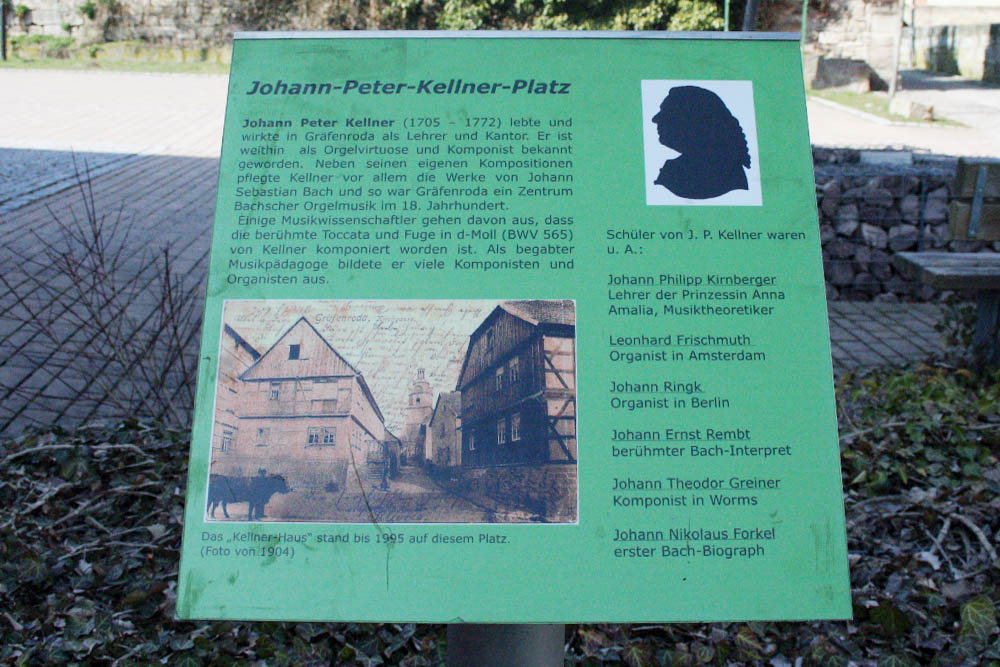 Johann-Peter-Kellner-Platz
Johann Peter Kellner (1705 - 1772) lebte und
wirkte in Gräfenroda als Lehrer und Kantor. Er ist
weithin als Orgelvirtuose und Komponist bekannt
geworden. Neben seinen eigenen Kompositionen
pflegte Kellner vor allem die Werke von Johann
Sebastian Bach und so war Gräfenroda ein Zentrum
Bachscher Orgelmusik im 18. Jahrhundert.
Einige Musikwissenschaftler gehen davon aus, dass
die berühmte Toccata und Fuge in d-Moll (BWV 565)
von Kellner komponiert worden ist. Als begabter
Musikpädagoge bildete er viele Komponisten und
Organisten aus.
Gräfenroda,
Das „Kellner-Haus“ stand bis 1995 auf diesem Platz.
(Foto von 1904)
Schüler von J. P. Kellner waren
u. A.:
Johann Philipp Kirnberger
Lehrer der Prinzessin Anna
Amalia, Musiktheoretiker
Leonhard Frischmuth
Organist in Amsterdam
Johann Ringk
Organist in Berlin
Johann Ernst Rembt
berühmter Bach-Interpret
Johann Theodor Greiner
Komponist in Worms
Johann Nikolaus Forkel
erster Bach-Biograph